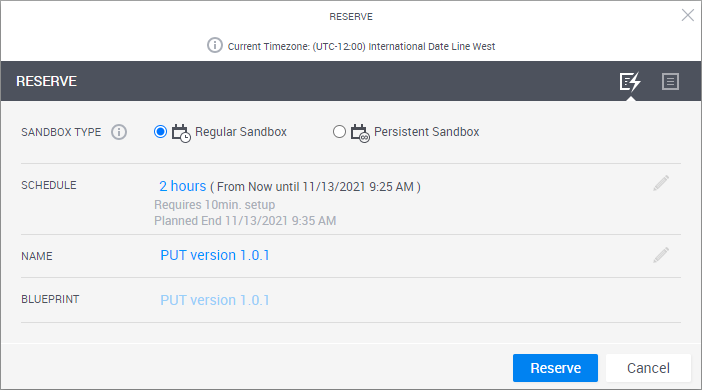 RESERVE
Current Timezone: (UTC-12:00) International Date Line West
RESERVE
SANDBOX TYPE Regular Sandbox Persistent Sandbox
SCHEDULE 2 hours ( From Now until 11/13/2021 9:25 AM )
Requires 10min. setup
Planned End 11/13/2021 9:35 AM
NAME PUT version 1.0.1
BLUEPRINT PUT version 1.0.1
Reserve Cancel